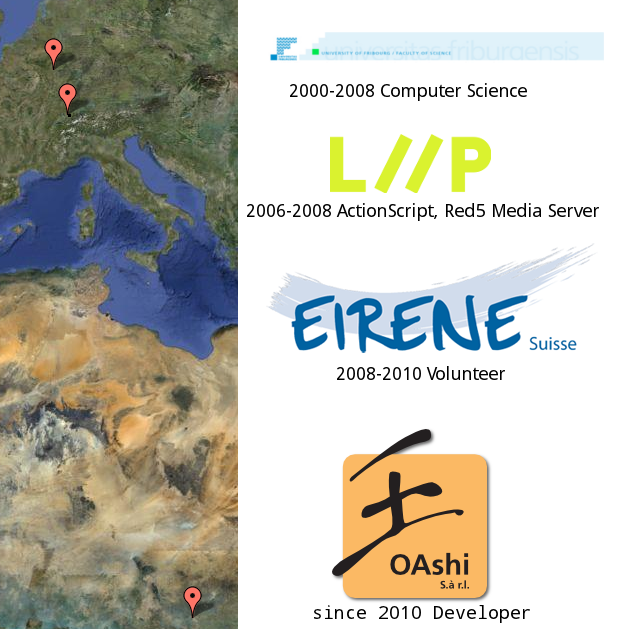 UNIVERSITY OF FRIBOURG / FACULTY OF SCIENCE
2000-2008 Computer Science
LIIP
2006-2008 ActionScript, Red5 Media Server
EIRENE
Suisse
2008-2010 Volunteer
OAshi
S.à r.l.
since 2010 Developer